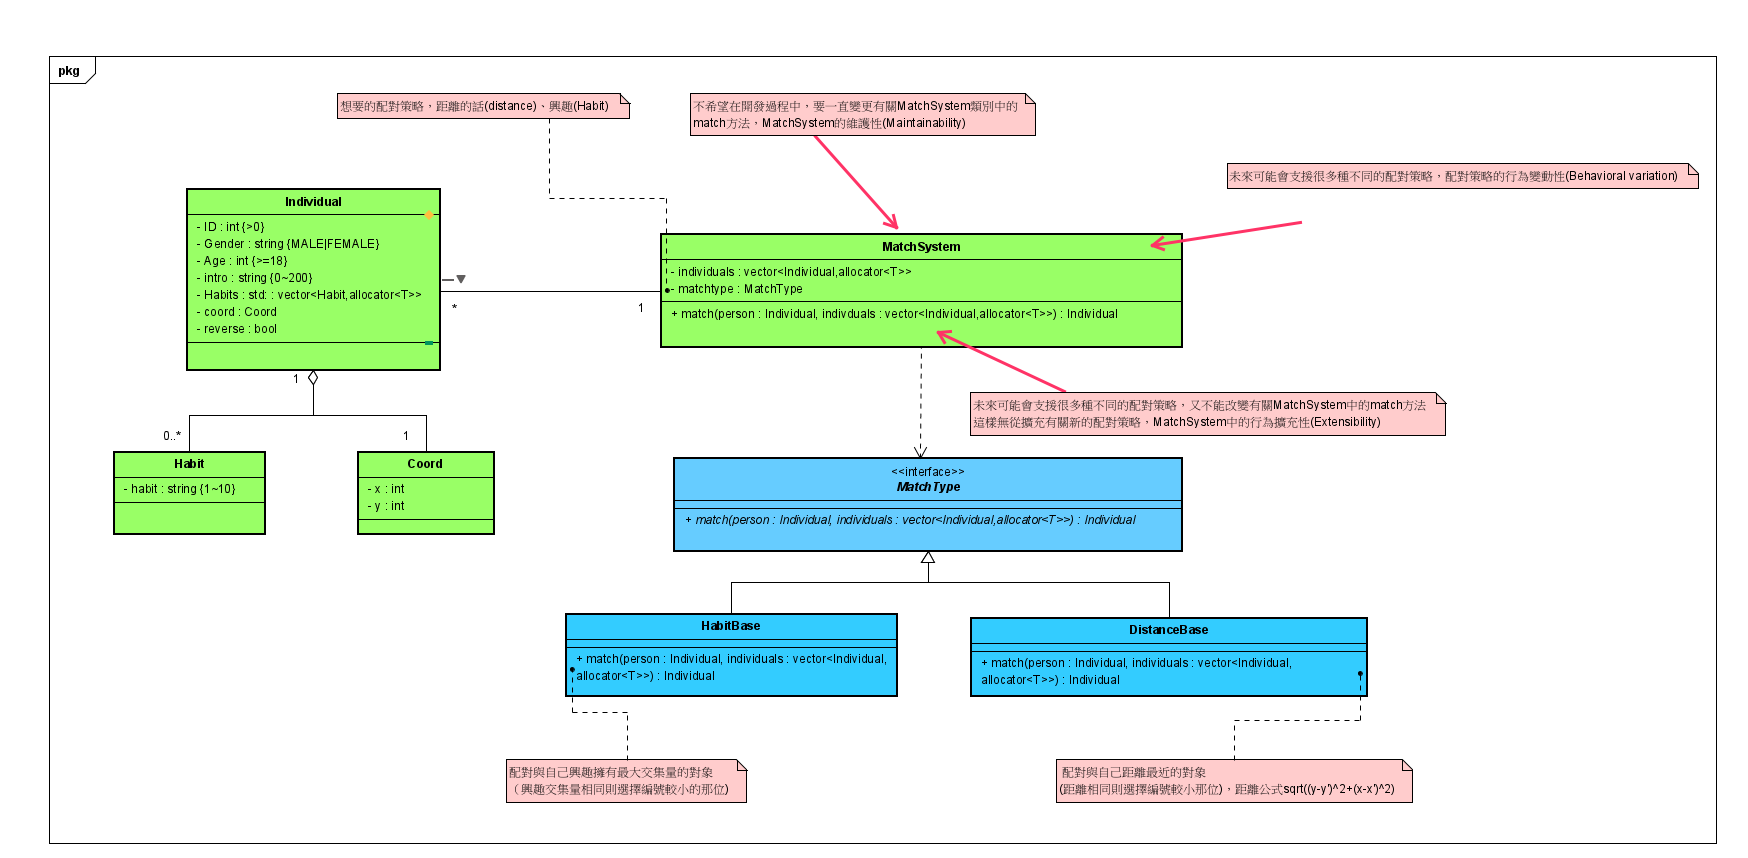 pkg
想要的配對策略，距離的話(distance)、興趣(Habit)
不希望在開發過程中，要一直變更有關MatchSystem類別中的
match方法，MatchSystem的維護性(Maintainability)
未來可能會支援很多種不同的配對策略，配對策略的行為變動性(Behavioral variation)
Individual
- ID : int {>0}
- Gender : string {MALE|FEMALE}
- Age : int {>=18}
- intro : string {0~200}
- Habits : std: : vector<Habit,allocator<T>>
- coord : Coord
- reverse : bool
*
1
MatchSystem
- individuals : vector<Individual,allocator<T>>
- matchtype : MatchType
+ match(person : Individual, indivduals : vector<Individual,allocator<T>>) : Individual
未來可能會支援很多種不同的配對策略，又不能改變有關MatchSystem中的match方法
這樣無從擴充有關新的配對策略，MatchSystem中的行為擴充性(Extensibility)
1
0..*
1
Habit
- habit : string {1~10}
Coord
- x : int
- y : int
<<interface>>
MatchType
+ match(person : Individual, individuals : vector<Individual,allocator<T>>) : Individual
HabitBase
+ match(person : Individual, individuals : vector<Individual,
allocator<T>>) : Individual
DistanceBase
+ match(person : Individual, individuals : vector<Individual,
allocator<T>>) : Individual
配對與自己興趣擁有最大交集量的對象
（興趣交集量相同則選擇編號較小的那位)
配對與自己距離最近的對象
(距離相同則選擇編號較小那位)，距離公式sqrt((y-y')^2+(x-x')^2)